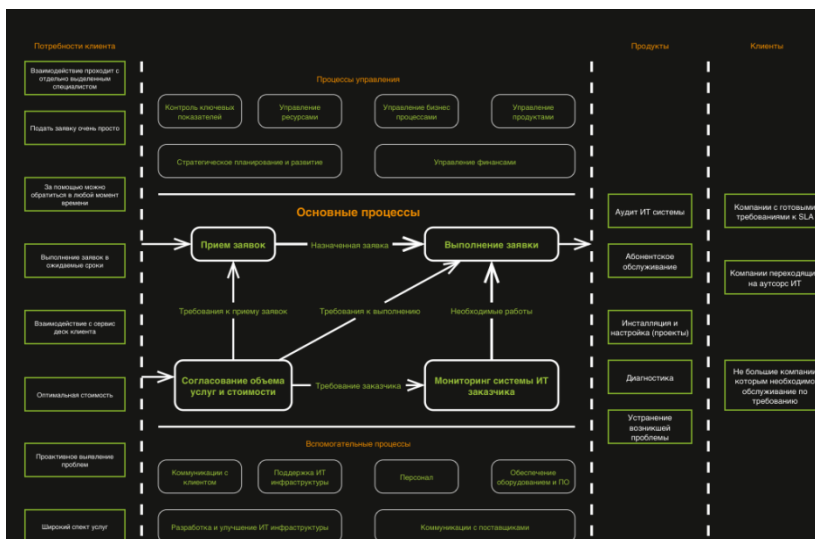 Потребности клиента
Взаимодействие проходит с
отдельно выделенным
специалистом
Подать заявку очень просто
За помощью можно
обратиться в любой момент
времени
Выполнение заявок в
ожидаемые сроки
Взаимодействие с сервис
деск клиента
Оптимальная стоимость
Проактивное выявление
проблем
Широкий спект услуг
Процессы управления
Контроль ключевых
показателей
Управление
ресурсами
Управление бизнес
процессами
Управление
продуктами
Стратегическое планирование и развитие
Управление финансами
Основные процессы
Прием заявок
Назначенная заявка
Выполнение заявки
Требования к приему заявок
Требования к выполнению
Необходимые работы
Согласование объема
услуг и стоимости
Требование заказчика
Мониторинг системы ИТ
заказчика
Вспомогательные процессы
Коммуникации с
клиентом
Поддержка ИТ
инфраструктуры
Персонал
Обеспечение
оборудованием и ПО
Разработка и улучшение ИТ инфраструктуры
Коммуникации с поставщиками
Продукты
Аудит ИТ системы
Абонентское
обслуживание
Инсталляция и
настройка (проекты)
Диагностика
Устранение
возникшей
проблемы
Клиенты
Компании с готовыми
требованиями к SLA
Компании переходящи
на аутсорс ИТ
Не большие компании
которым необходимо
обслуживание по
требованию